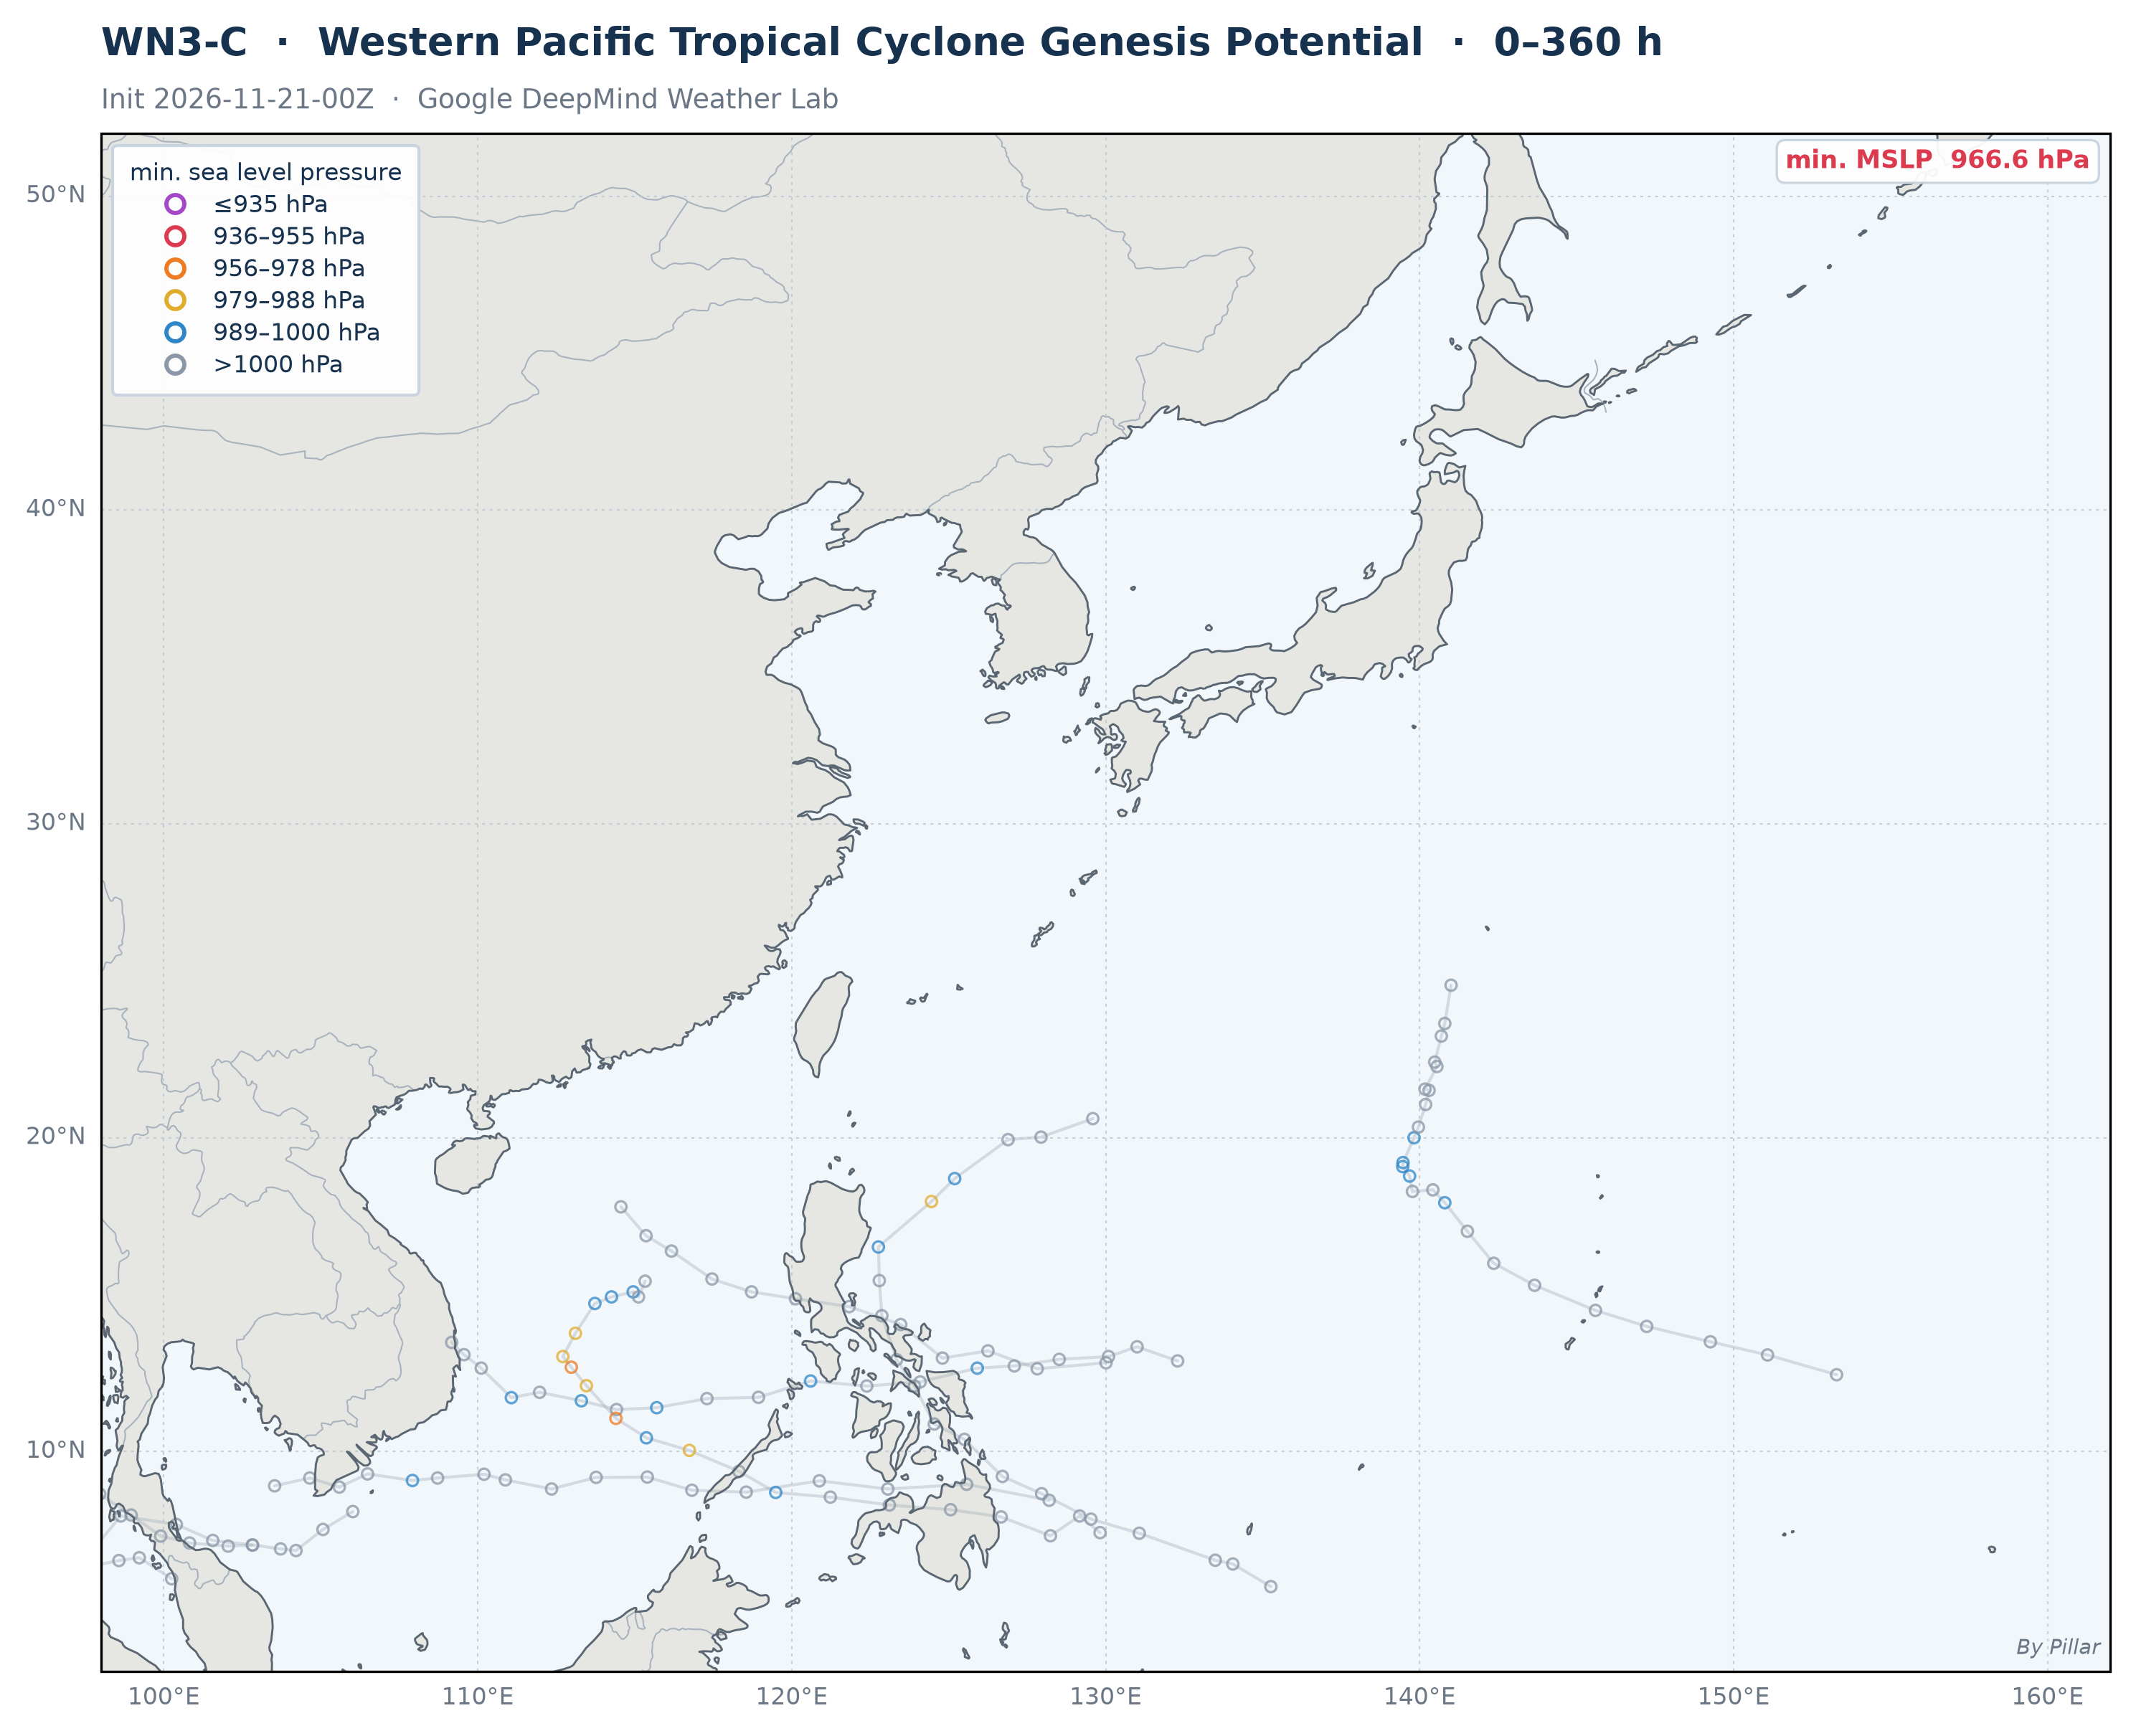 WN3-C · Western Pacific Tropical Cyclone Genesis Potential · 0–360 h
Init 2026-11-21-00Z · Google DeepMind Weather Lab
min. sea level pressure
≤935 hPa
936–955 hPa
956–978 hPa
979–988 hPa
989–1000 hPa
>1000 hPa
min. MSLP 966.6 hPa
50°N
40°N
30°N
20°N
10°N
By Pillar
100°E 110°E 120°E 130°E 140°E 150°E 160°E